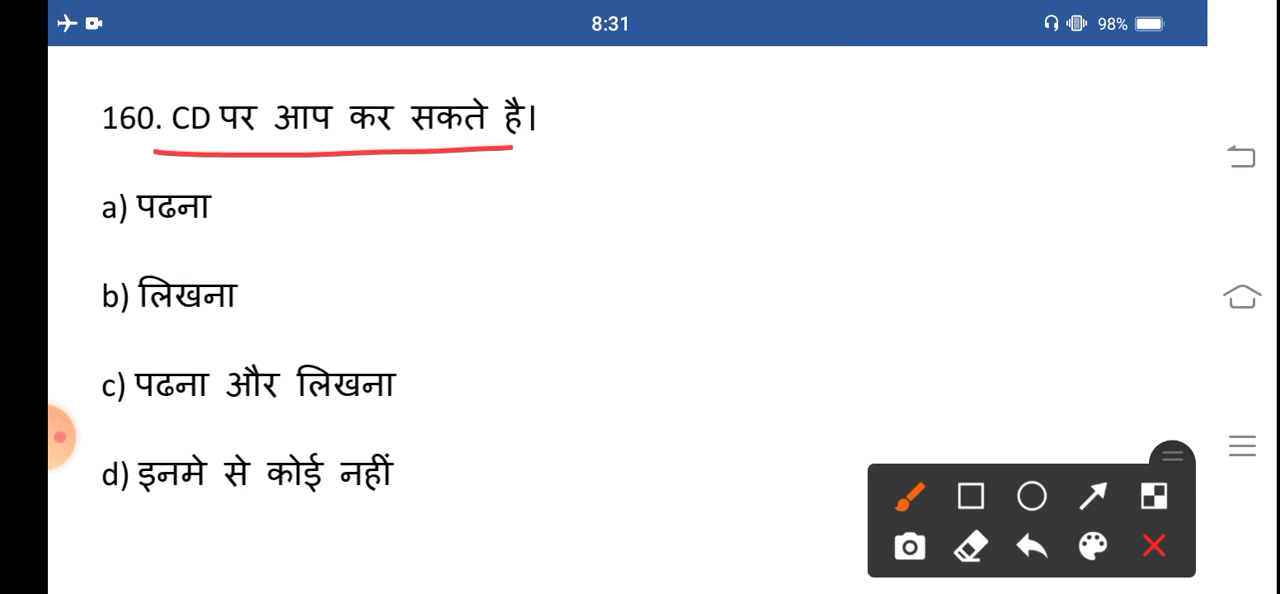 8:31
98%
160. CD पर आप कर सकते है।
a) पढना
b) लिखना
c) पढना और लिखना
d) इनमे से कोई नहीं